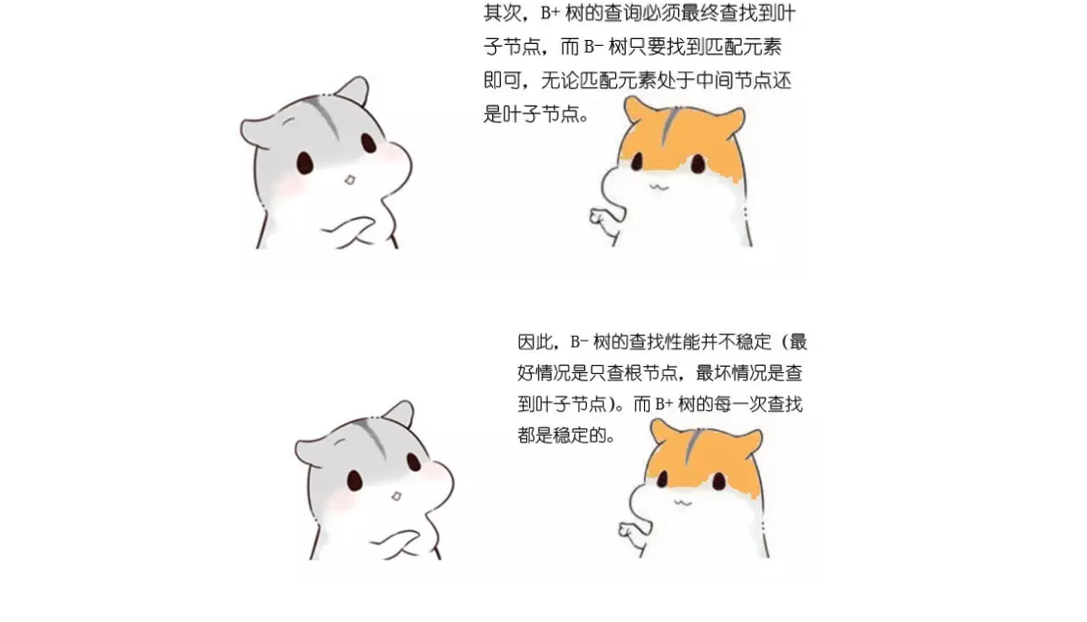 其次，B+ 树的查询必须最终查找到叶
子节点，而 B- 树只要找到匹配元素
即可，无论匹配元素处于中间节点还
是叶子节点。
因此，B- 树的查找性能并不稳定（最
好情况是只查根节点，最坏情况是查
到叶子节点）。而 B+ 树的每一次查找
都是稳定的。